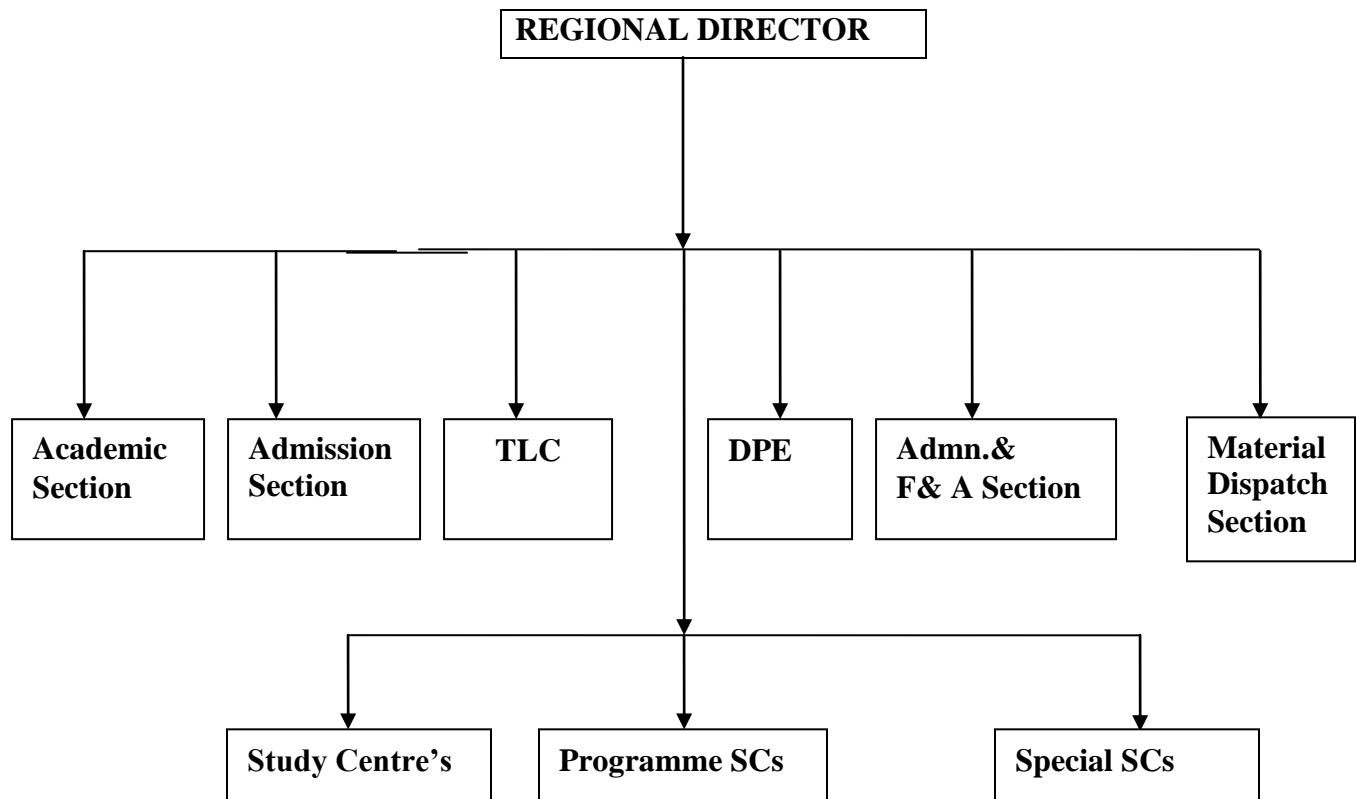 REGIONAL DIRECTOR
Academic
Section
Admission
Section
TLC
DPE
Admn.&
F& A Section
Material
Dispatch
Section
Study Centre’s
Programme SCs
Special SCs